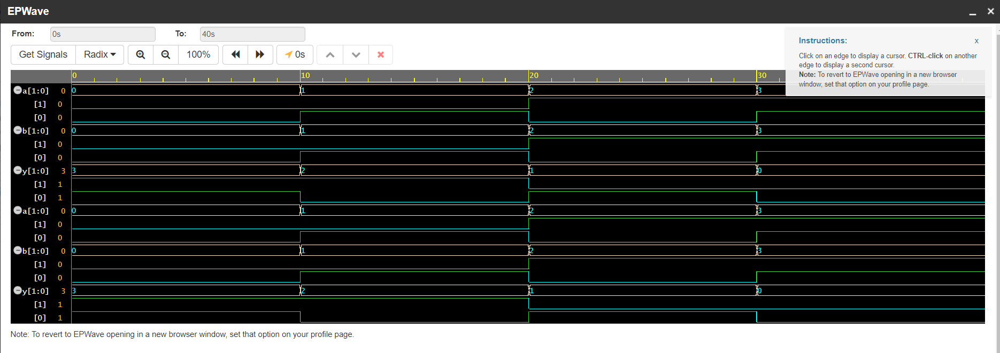 EPWave
From: 0s To: 40s
Get Signals Radix 100% 0s
Instructions: x
Click on an edge to display a cursor. CTRL-click on another
edge to display a second cursor.
Note: To revert to EPWave opening in a new browser
window, set that option on your profile page.
0 10 20 30
a[1:0] 0 0 1 2 3
[1] 0
[0] 0
b[1:0] 0 0 1 2 3
[1] 0
[0] 0
y[1:0] 3 3 2 1 0
[1] 1
[0] 1
a[1:0] 0 0 1 2 3
[1] 0
[0] 0
b[1:0] 0 0 1 2 3
[1] 0
[0] 0
y[1:0] 3 3 2 1 0
[1] 1
[0] 1
Note: To revert to EPWave opening in a new browser window, set that option on your profile page.